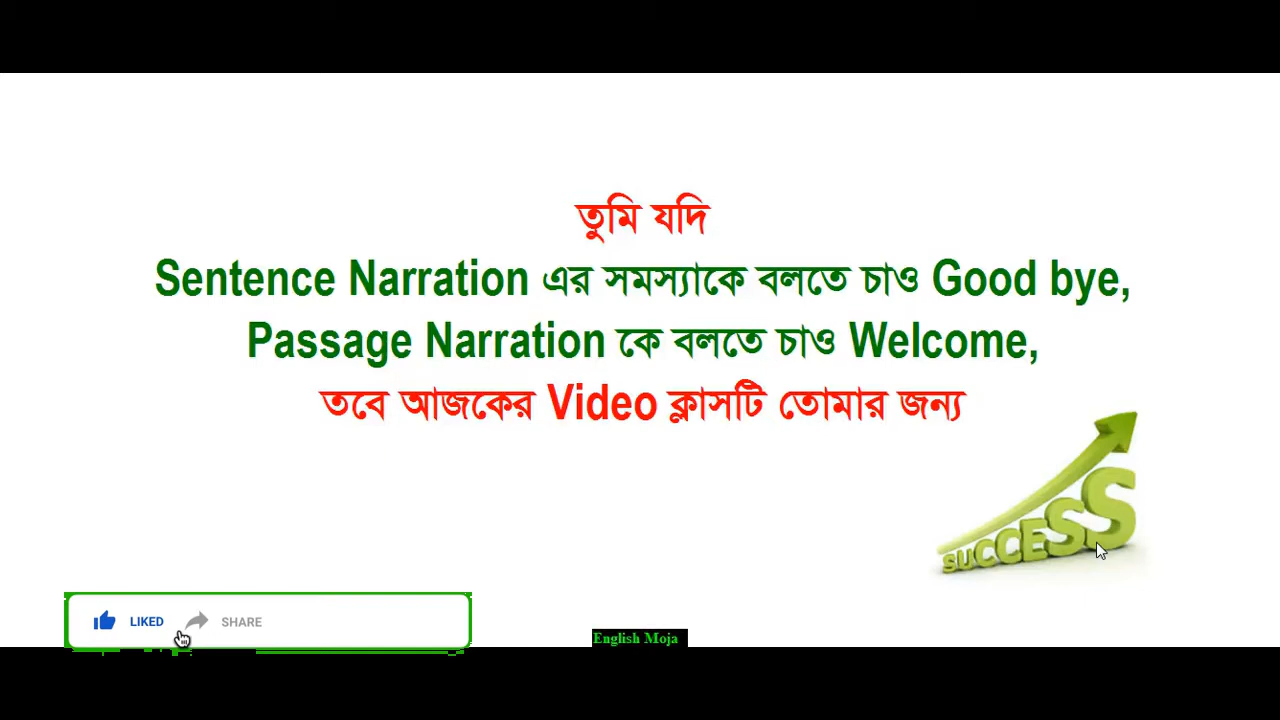 তুমি যদি
Sentence Narration এর সমস্যাকে বলতে চাও Good bye,
Passage Narration কে বলতে চাও Welcome,
তবে আজকের Video ক্লাসটি তোমার জন্য
SUCCESS
LIKED SHARE
English Moja